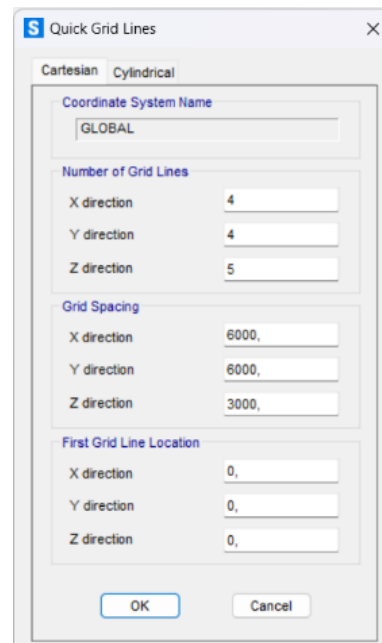 S Quick Grid Lines
Cartesian Cylindrical
Coordinate System Name
GLOBAL
Number of Grid Lines
X direction 4
Y direction 4
Z direction 5
Grid Spacing
X direction 6000,
Y direction 6000,
Z direction 3000,
First Grid Line Location
X direction 0,
Y direction 0,
Z direction 0,
OK Cancel